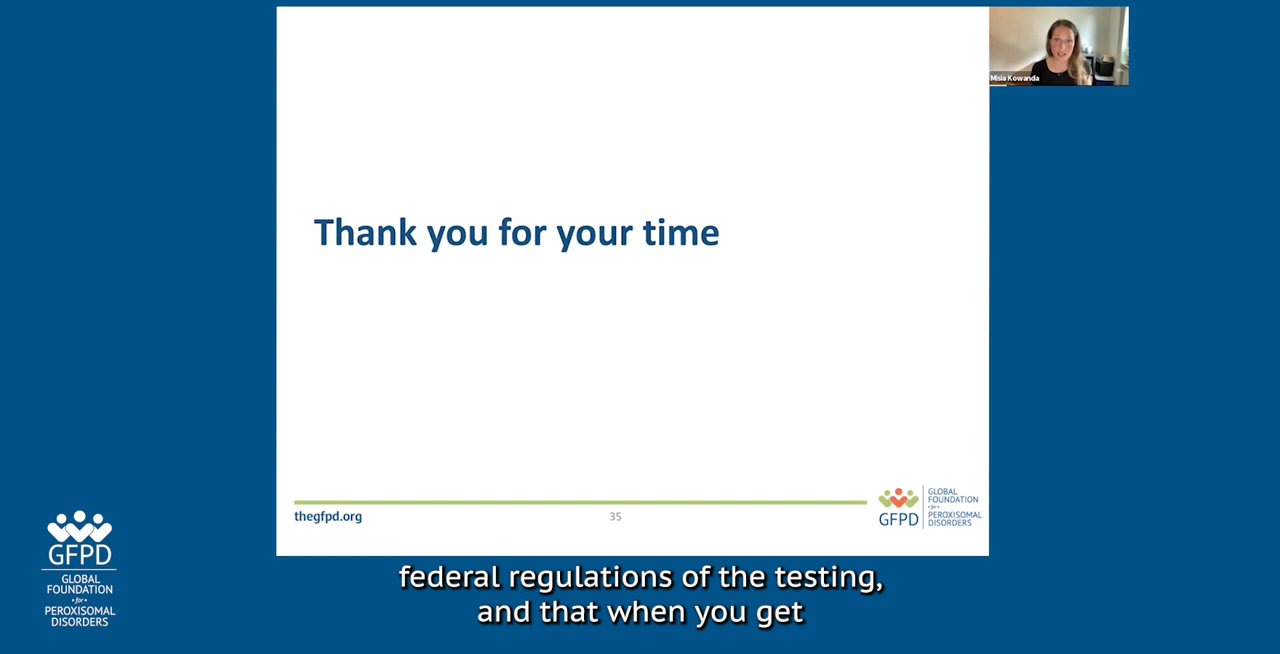 Misia Kowanda
Thank you for your time
thegfpd.org
35
GFPD
GLOBAL
FOUNDATION
• for •
PEROXISOMAL
DISORDERS
GFPD
GLOBAL
FOUNDATION
• for •
PEROXISOMAL
DISORDERS
federal regulations of the testing,
and that when you get